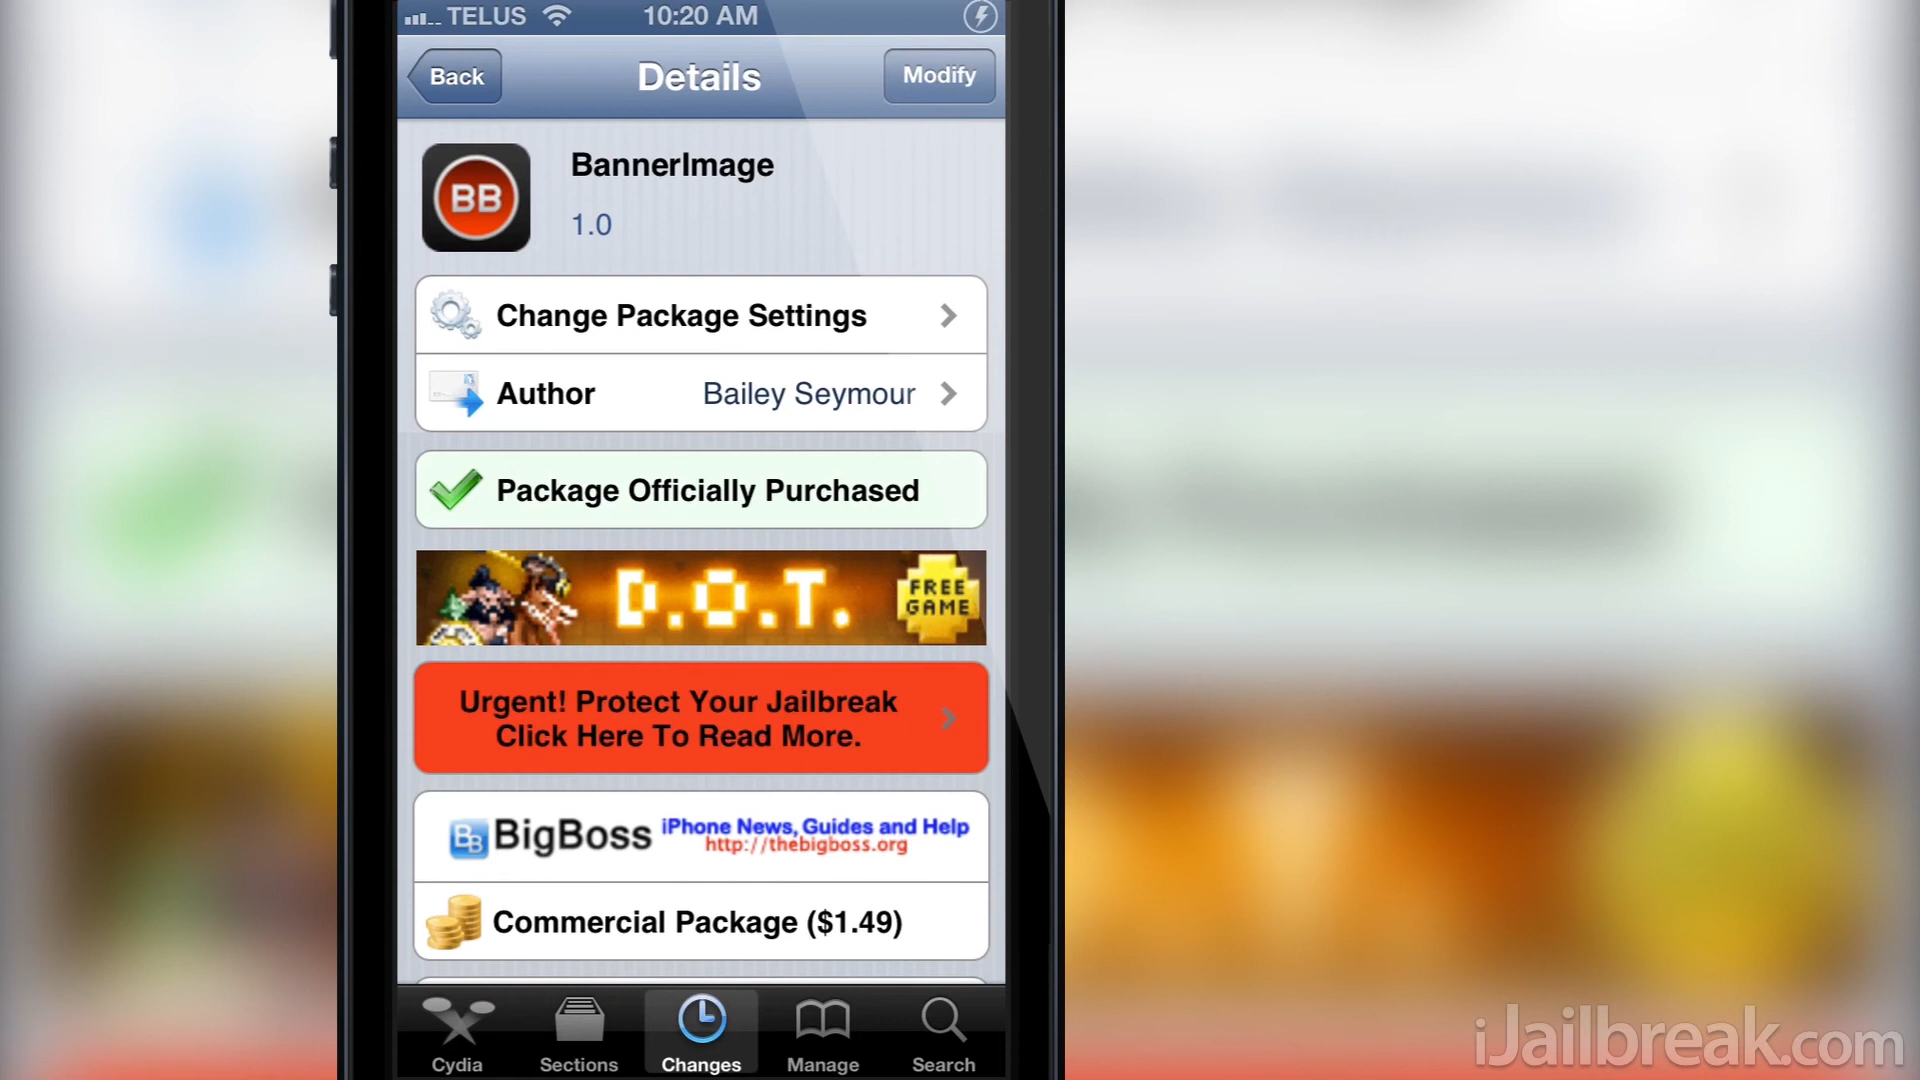 TELUS 10:20 AM
Back Details Modify
BB
BannerImage
1.0
Change Package Settings
Author Bailey Seymour
Package Officially Purchased
D.O.T.
FREE
GAME
Urgent! Protect Your Jailbreak
Click Here To Read More.
BB BigBoss iPhone News, Guides and Help
http://thebigboss.org
Commercial Package ($1.49)
Cydia Sections Changes Manage Search
iJailbreak.com